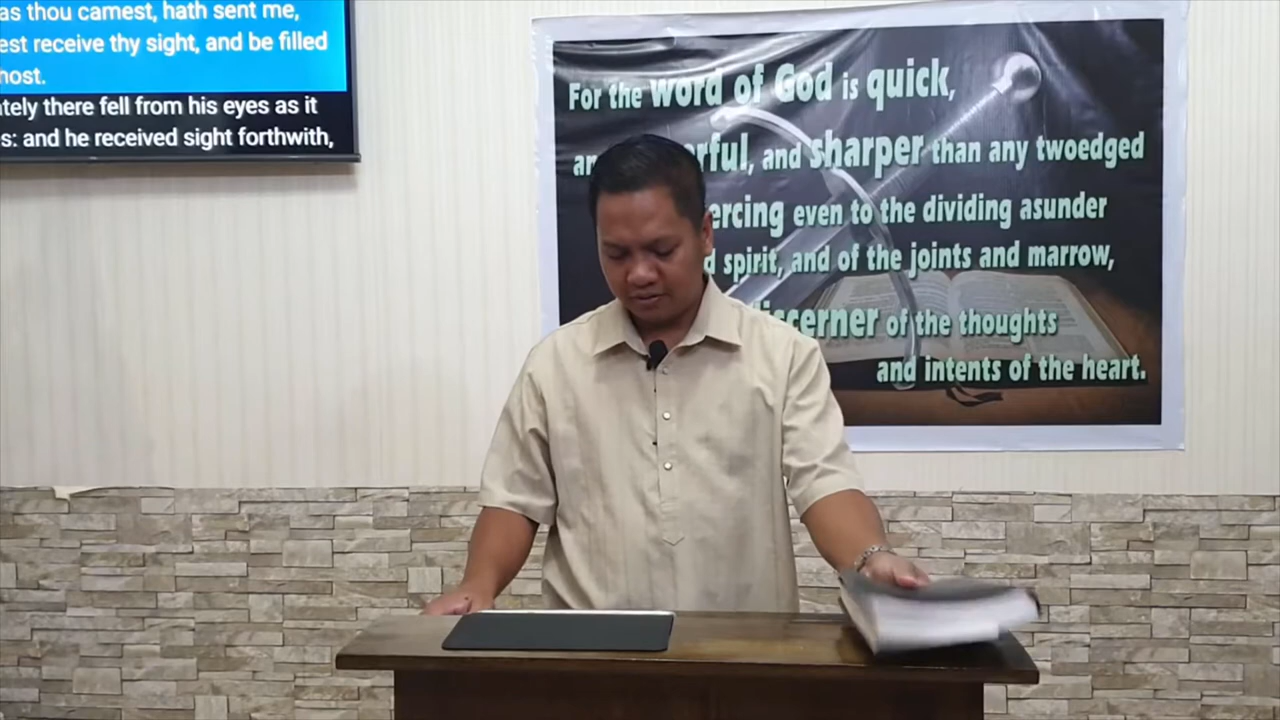 as thou camest, hath sent me,
est receive thy sight, and be filled
host.
ately there fell from his eyes as it
s: and he received sight forthwith,
For the word of God is quick,
an rful, and sharper than any twoedged
ercing even to the dividing asunder
d spirit, and of the joints and marrow,
iscerner of the thoughts
and intents of the heart.